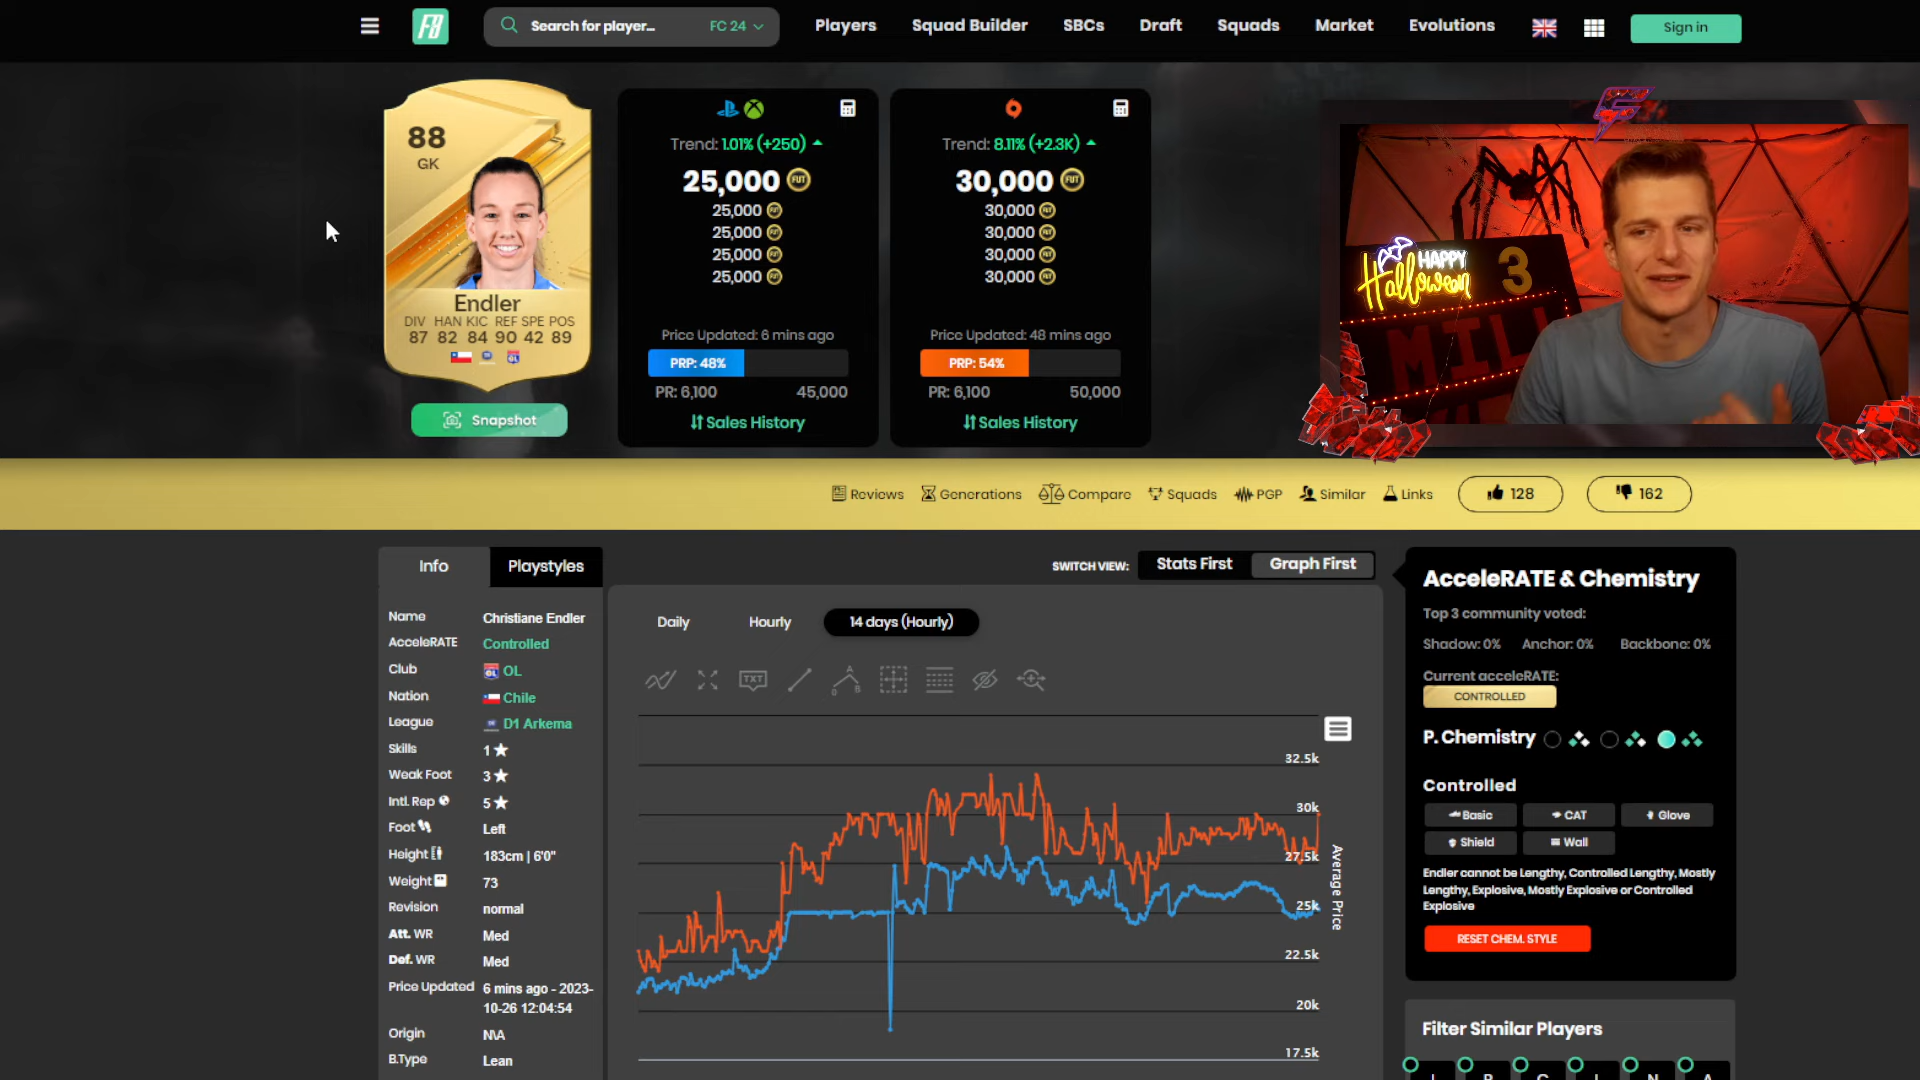 Search for player...
FC 24
Players
Squad Builder
SBCs
Draft
Squads
Market
Evolutions
Sign in
88
GK
Endler
DIV HAN KIC REF SPE POS
87 82 84 90 42 89
Snapshot
Trend: 1.01% (+250)
25,000
25,000
25,000
25,000
25,000
Price Updated: 6 mins ago
PRP: 48%
PR: 6,100 45,000
Sales History
Trend: 8.11% (+2.3K)
30,000
30,000
30,000
30,000
30,000
Price Updated: 48 mins ago
PRP: 54%
PR: 6,100 50,000
Sales History
HAPPY
Halloween
3
MILL
Reviews
Generations
Compare
Squads
PGP
Similar
Links
128
162
Info
Playstyles
SWITCH VIEW:
Stats First
Graph First
Name Christiane Endler
AcceleRATE Controlled
Club OL
Nation Chile
League D1 Arkema
Skills 1
Weak Foot 3
Intl. Rep 5
Foot Left
Height 183cm | 6'0"
Weight 73
Revision normal
Att. WR Med
Def. WR Med
Price Updated 6 mins ago - 2023-
10-26 12:04:54
Origin N\A
B.Type Lean
Daily
Hourly
14 days (Hourly)
TXT
32.5k
30k
27.5k
25k
22.5k
20k
17.5k
Average Price
AcceleRATE & Chemistry
Top 3 community voted:
Shadow: 0% Anchor: 0% Backbone: 0%
Current acceleRATE:
CONTROLLED
P. Chemistry
Controlled
Basic
CAT
Glove
Shield
Wall
Endler cannot be Lengthy, Controlled Lengthy, Mostly
Lengthy, Explosive, Mostly Explosive or Controlled
Explosive
RESET CHEM. STYLE
Filter Similar Players